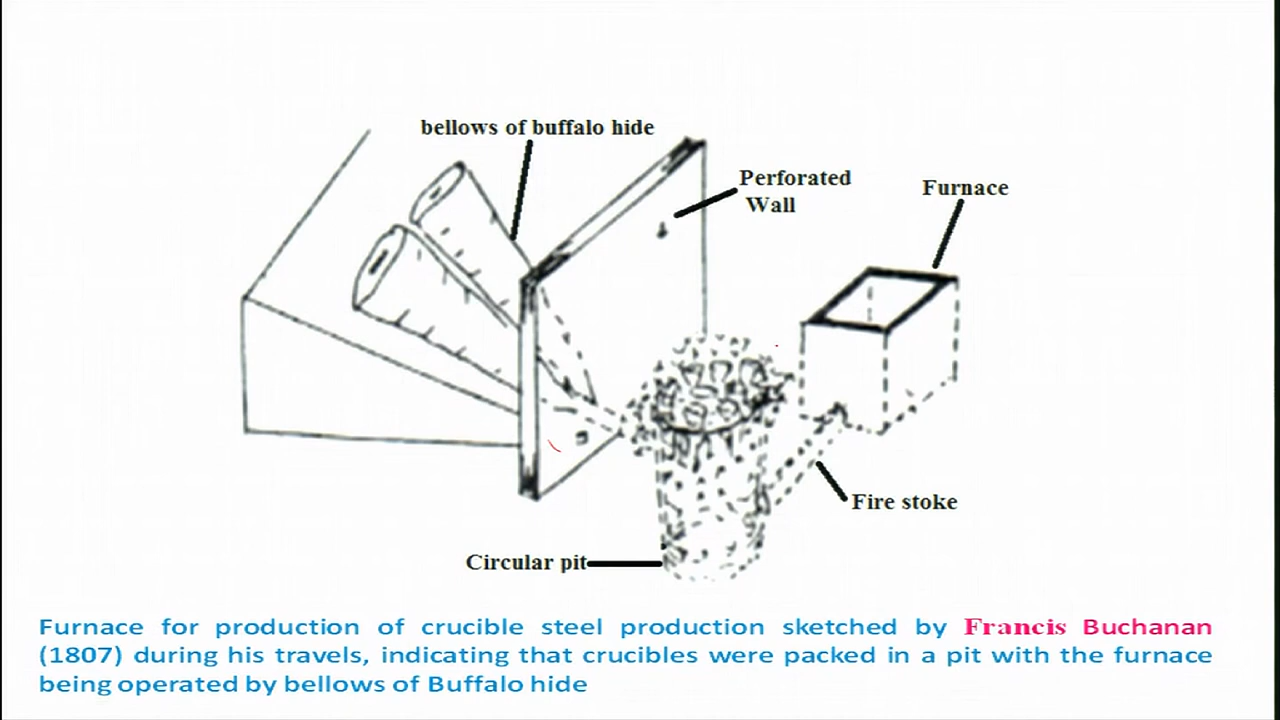 bellows of buffalo hide
Perforated
Wall
Furnace
Fire stoke
Circular pit
Furnace for production of crucible steel production sketched by Francis Buchanan
(1807) during his travels, indicating that crucibles were packed in a pit with the furnace
being operated by bellows of Buffalo hide